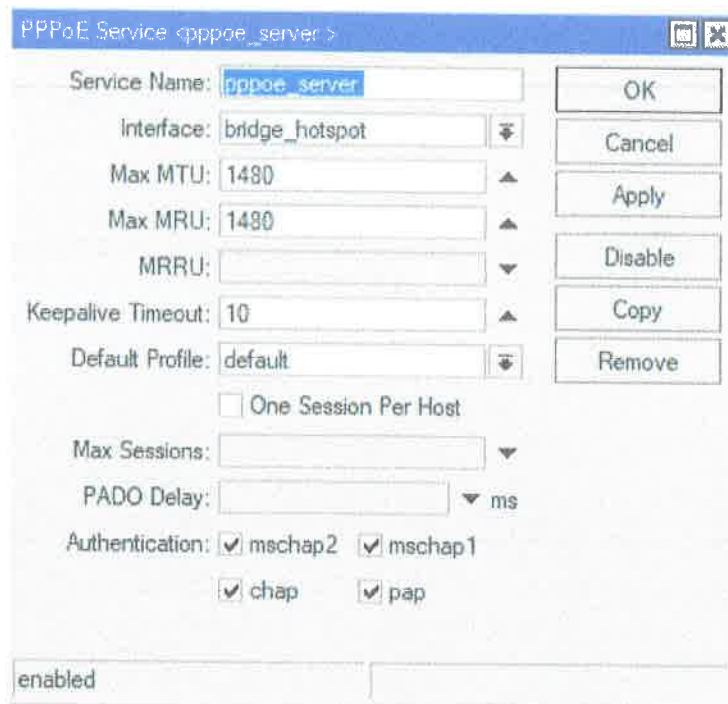 PPPoE Service <pppoe_server>
Service Name: pppoe_server
OK
Interface: bridge_hotspot
Cancel
Max MTU: 1480
Apply
Max MRU: 1480
MRRU:
Disable
Keepalive Timeout: 10
Copy
Default Profile: default
Remove
One Session Per Host
Max Sessions:
PADO Delay: ms
Authentication: mschap2 mschap1
chap pap
enabled